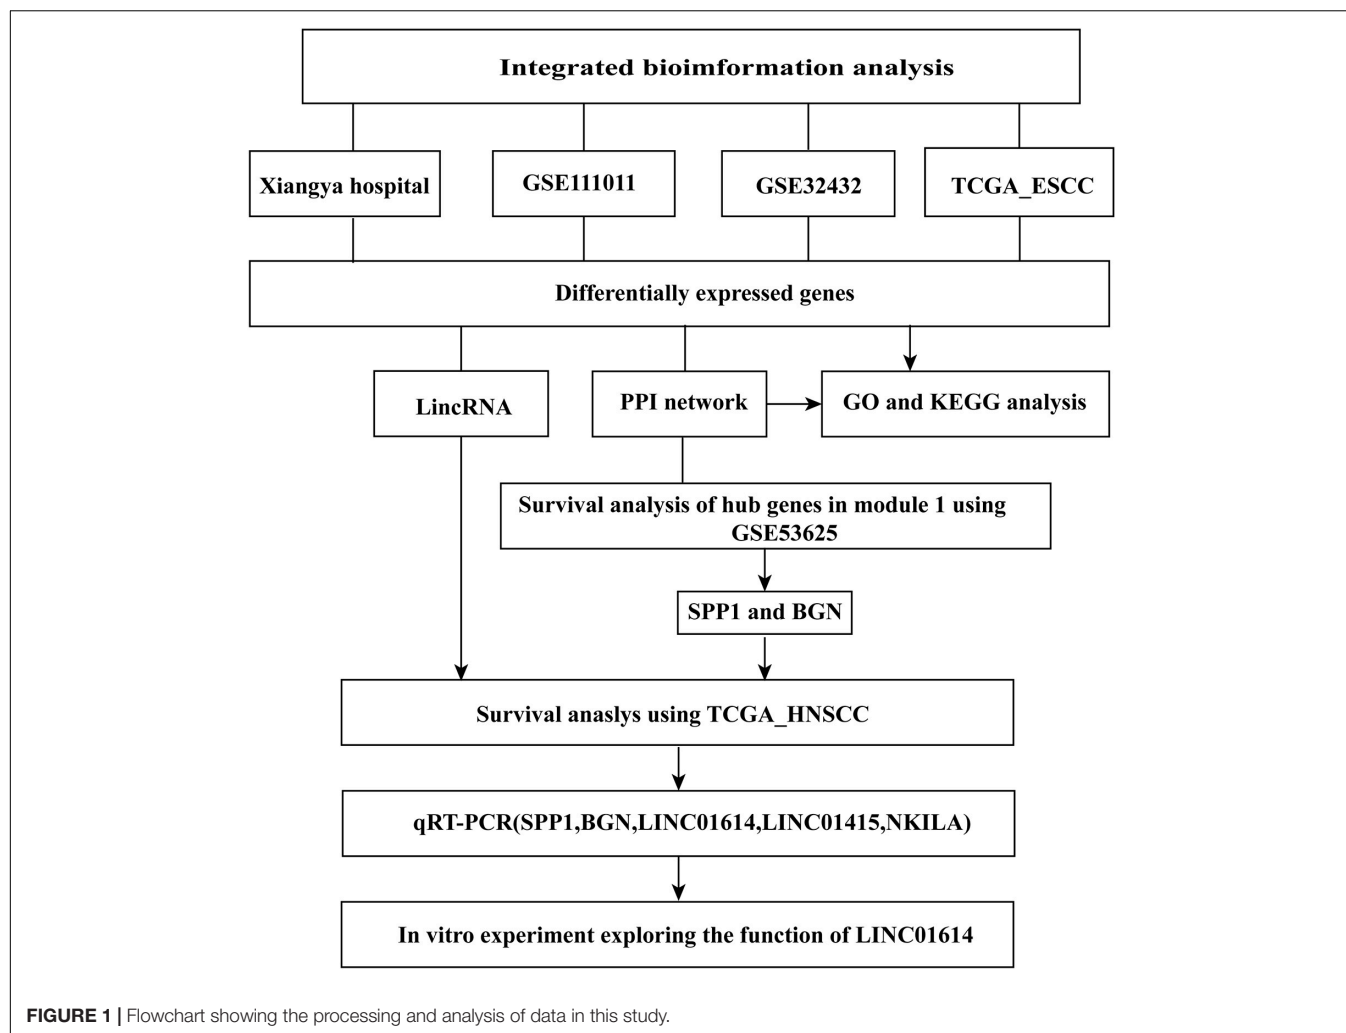 Integrated bioimformation analysis
Xiangya hospital
GSE111011
GSE32432
TCGA_ESCC
Differentially expressed genes
LincRNA
PPI network
GO and KEGG analysis
Survival analysis of hub genes in module 1 using
GSE53625
SPP1 and BGN
Survival anaslys using TCGA_HNSCC
qRT-PCR(SPP1,BGN,LINC01614,LINC01415,NKILA)
In vitro experiment exploring the function of LINC01614
FIGURE 1 | Flowchart showing the processing and analysis of data in this study.